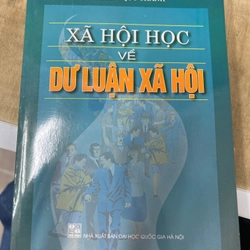 XÃ HỘI HỌC
VỀ
DƯ LUẬN XÃ HỘI
NHÀ XUẤT BẢN ĐẠI HỌC QUỐC GIA HÀ NỘI